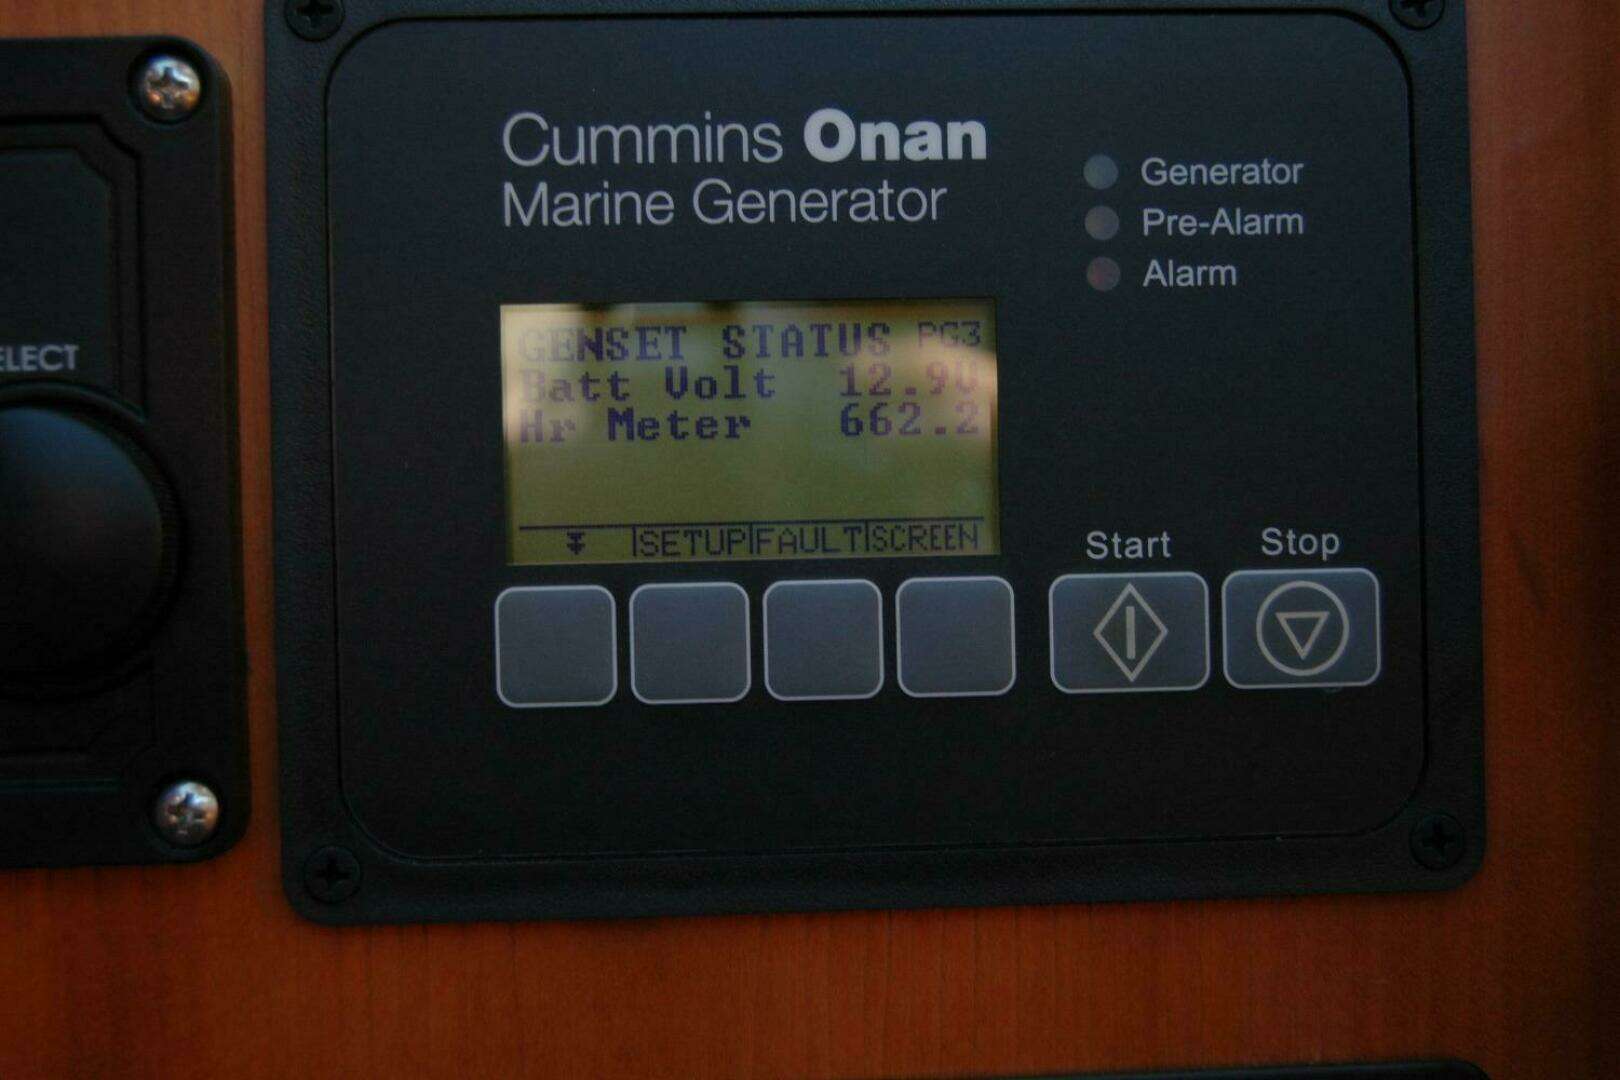 Cummins Onan
Marine Generator
Generator
Pre-Alarm
Alarm
ELECT
GENSET STATUS PG3
Batt Volt 12.9V
Hr Meter 662.2
SETUP FAULT SCREEN
Start
Stop